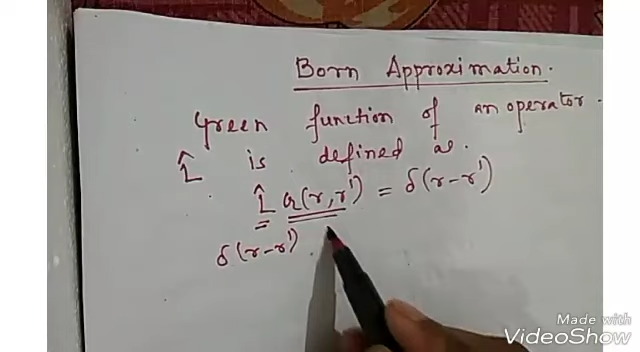 Born Approximation.
Green function of an operator.
L̂ is defined as.
L̂ G(r, r') = δ(r-r')
δ(r-r')
Made with
VideoShow